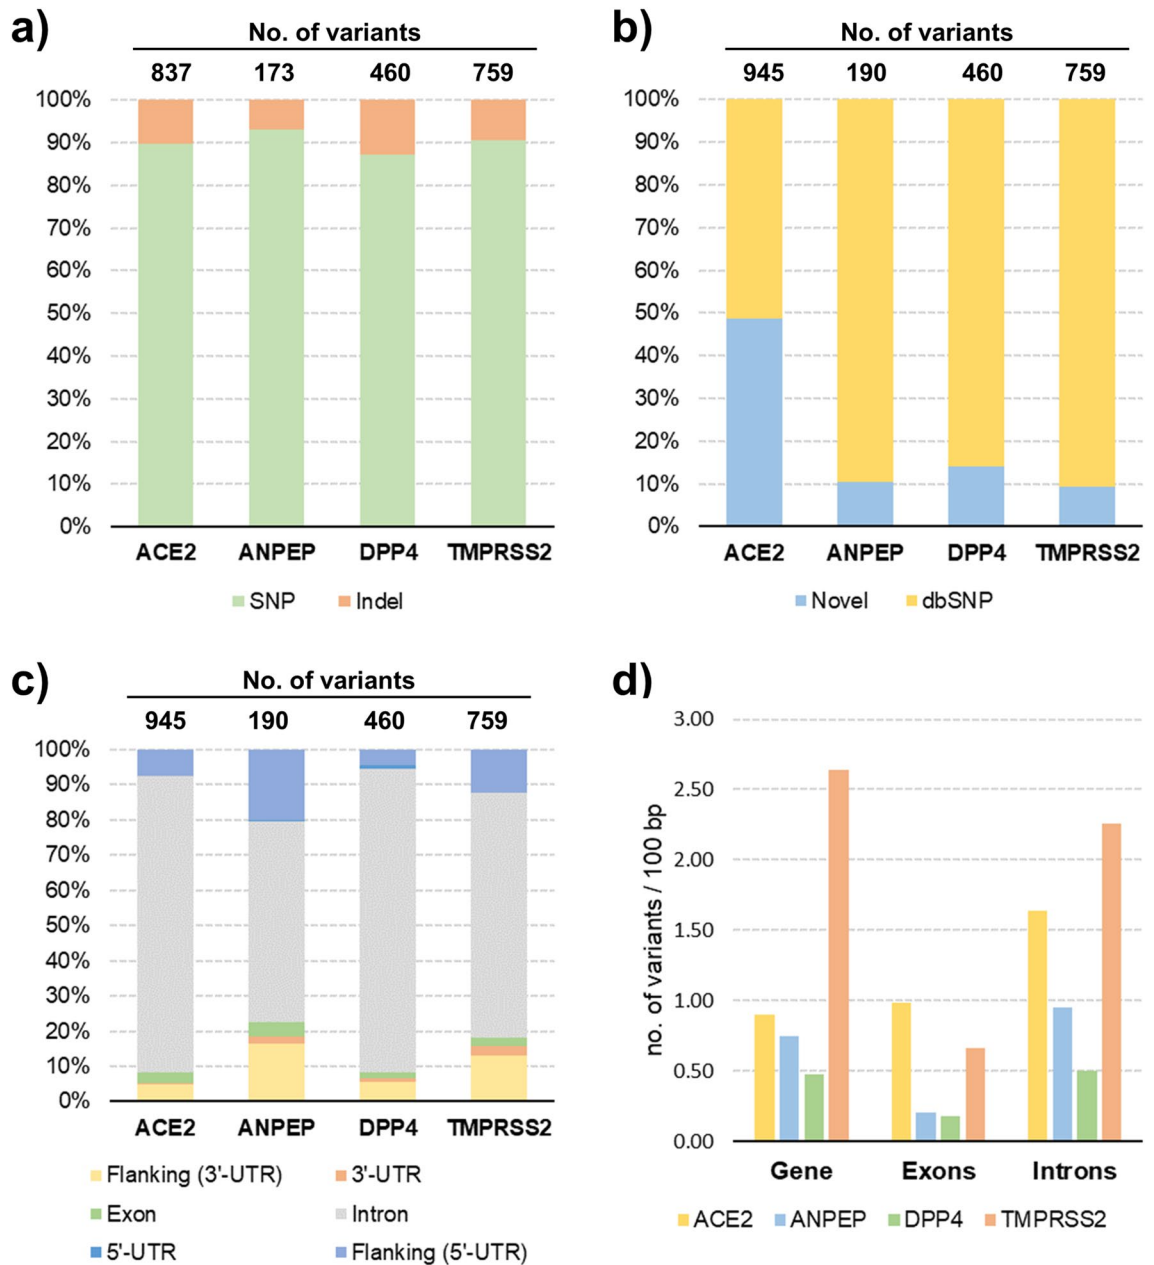 a)
No. of variants
837 173 460 759
100%
90%
80%
70%
60%
50%
40%
30%
20%
10%
0%
ACE2 ANPEP DPP4 TMPRSS2
SNP Indel
b)
No. of variants
945 190 460 759
100%
90%
80%
70%
60%
50%
40%
30%
20%
10%
0%
ACE2 ANPEP DPP4 TMPRSS2
Novel dbSNP
c)
No. of variants
945 190 460 759
100%
90%
80%
70%
60%
50%
40%
30%
20%
10%
0%
ACE2 ANPEP DPP4 TMPRSS2
Flanking (3'-UTR) 3'-UTR
Exon Intron
5'-UTR Flanking (5'-UTR)
d)
no. of variants / 100 bp
3.00
2.50
2.00
1.50
1.00
0.50
0.00
Gene Exons Introns
ACE2 ANPEP DPP4 TMPRSS2